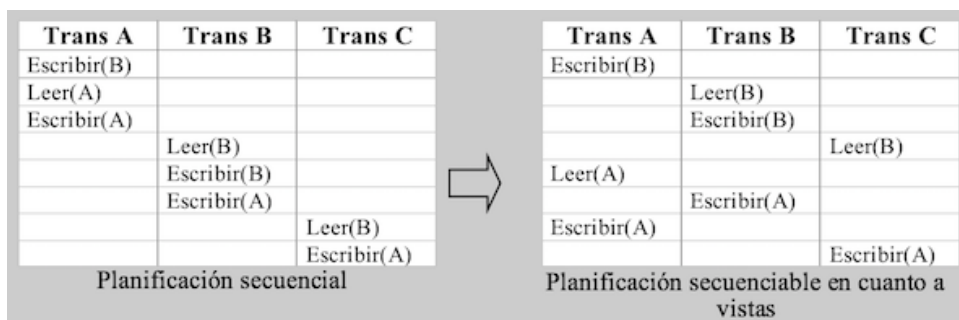 Trans A Trans B Trans C
Escribir(B)
Leer(A)
Escribir(A)
Leer(B)
Escribir(B)
Escribir(A)
Leer(B)
Escribir(A)
Planificación secuencial
Trans A Trans B Trans C
Escribir(B)
Leer(B)
Escribir(B)
Leer(B)
Leer(A)
Escribir(A)
Escribir(A)
Escribir(A)
Planificación secuenciable en cuanto a
vistas